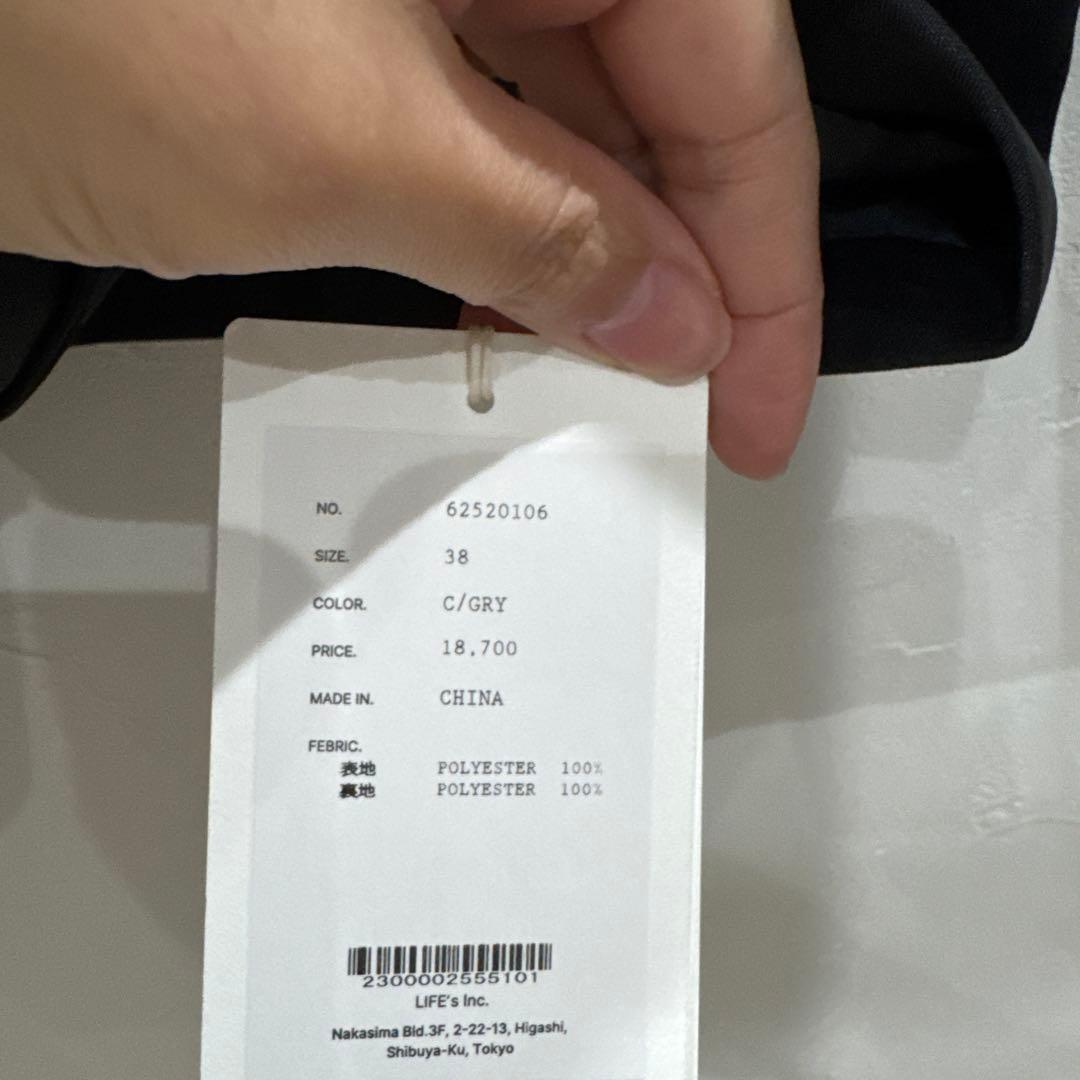 NO. 62520106
SIZE. 38
COLOR. C/GRY
PRICE. 18,700
MADE IN. CHINA
FEBRIC.
表地 POLYESTER 100%
裏地 POLYESTER 100%
2300002555101
LIFE's Inc.
Nakasima Bld.3F, 2-22-13, Higashi,
Shibuya-Ku, Tokyo